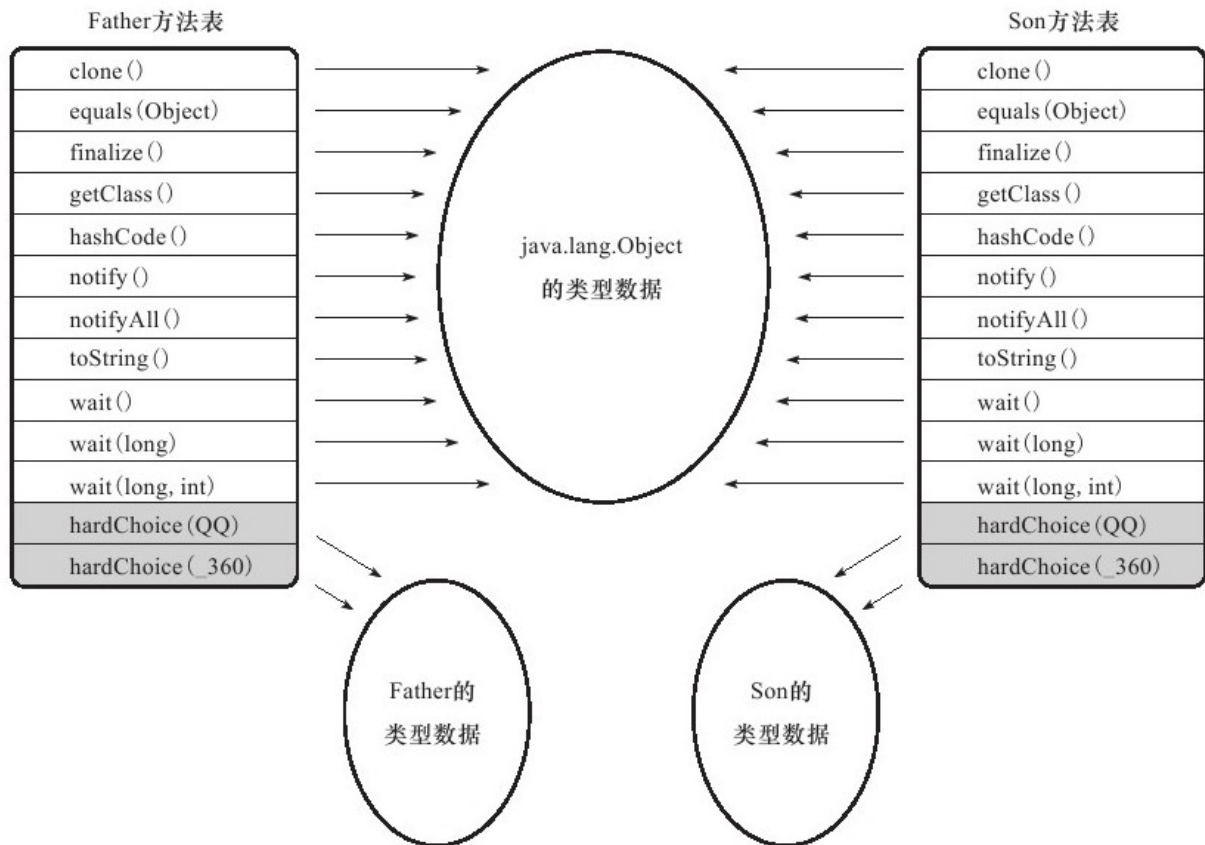 Father方法表
clone()
equals(Object)
finalize()
getClass()
hashCode()
notify()
notifyAll()
toString()
wait()
wait(long)
wait(long, int)
hardChoice(QQ)
hardChoice(_360)
java.lang.Object
的类型数据
Father的
类型数据
Son的
类型数据
Son方法表
clone()
equals(Object)
finalize()
getClass()
hashCode()
notify()
notifyAll()
toString()
wait()
wait(long)
wait(long, int)
hardChoice(QQ)
hardChoice(_360)